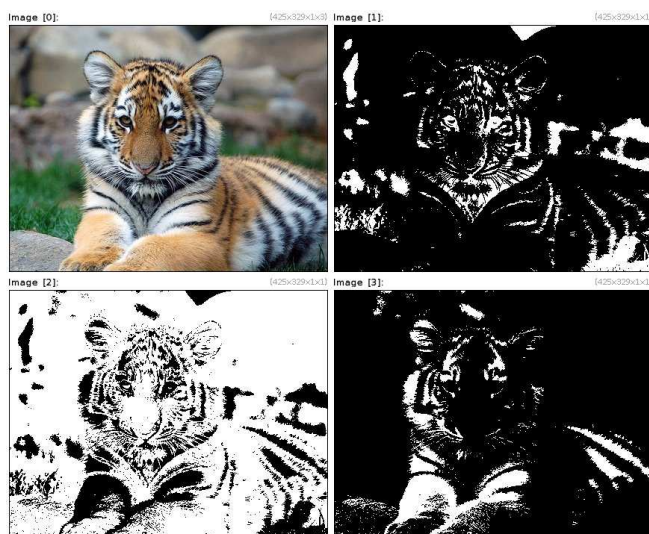 Image [0]: (425x329x1x3)
Image [1]: (425x329x1x1
Image [2]: (425x329x1x1)
Image [3]: (425x329x1x1